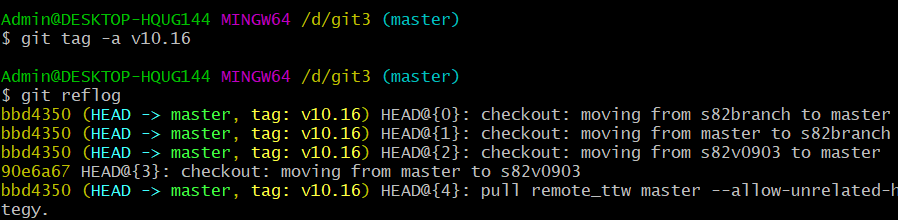 Admin@DESKTOP-HQUG144 MINGW64 /d/git3 (master)
$ git tag -a v10.16
Admin@DESKTOP-HQUG144 MINGW64 /d/git3 (master)
$ git reflog
bbd4350 (HEAD -> master, tag: v10.16) HEAD@{0}: checkout: moving from s82branch to master
bbd4350 (HEAD -> master, tag: v10.16) HEAD@{1}: checkout: moving from master to s82branch
bbd4350 (HEAD -> master, tag: v10.16) HEAD@{2}: checkout: moving from s82v0903 to master
90e6a67 HEAD@{3}: checkout: moving from master to s82v0903
bbd4350 (HEAD -> master, tag: v10.16) HEAD@{4}: pull remote_ttw master --allow-unrelated-h
tegy.